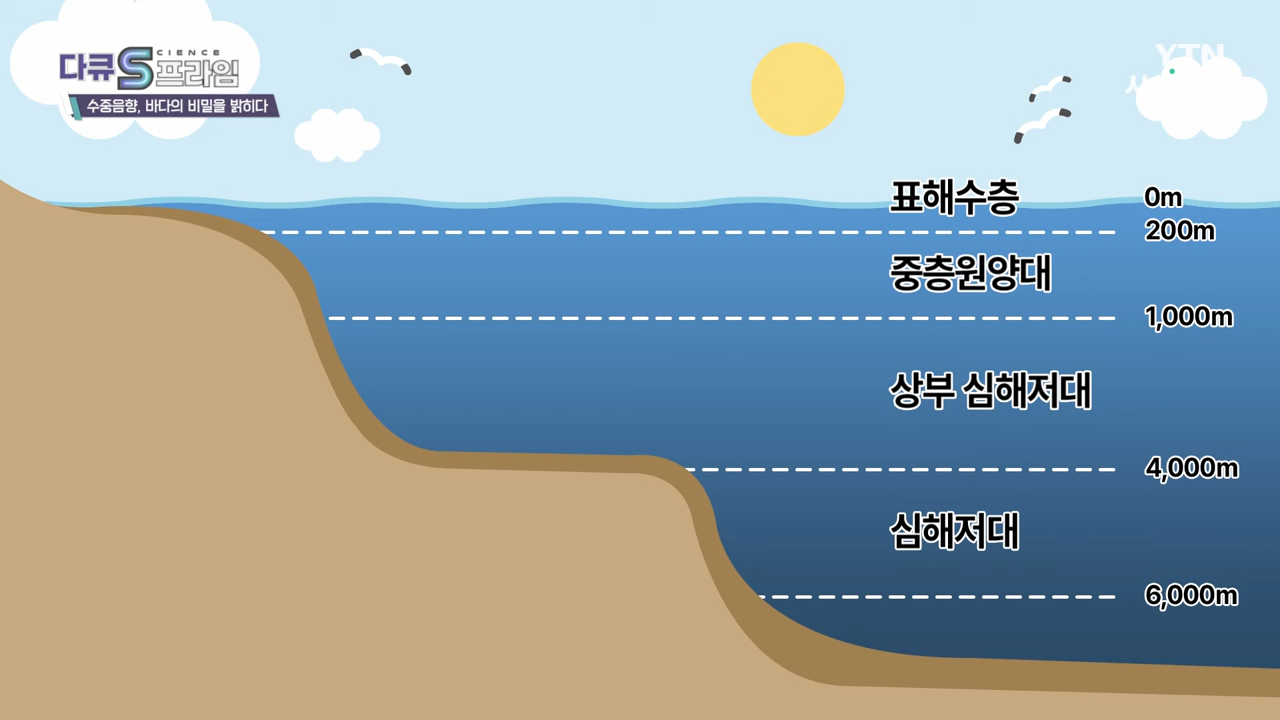 다큐 S CIENCE 프라임
수중음향, 바다의 비밀을 밝히다
YTN
표해수층 0m
200m
중층원양대
1,000m
상부 심해저대
4,000m
심해저대
6,000m